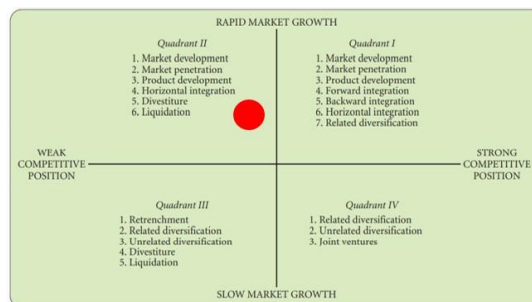 RAPID MARKET GROWTH
Quadrant II
1. Market development
2. Market penetration
3. Product development
4. Horizontal integration
5. Divestiture
6. Liquidation
Quadrant I
1. Market development
2. Market penetration
3. Product development
4. Forward integration
5. Backward integration
6. Horizontal integration
7. Related diversification
WEAK
COMPETITIVE
POSITION
STRONG
COMPETITIVE
POSITION
Quadrant III
1. Retrenchment
2. Related diversification
3. Unrelated diversification
4. Divestiture
5. Liquidation
Quadrant IV
1. Related diversification
2. Unrelated diversification
3. Joint ventures
SLOW MARKET GROWTH